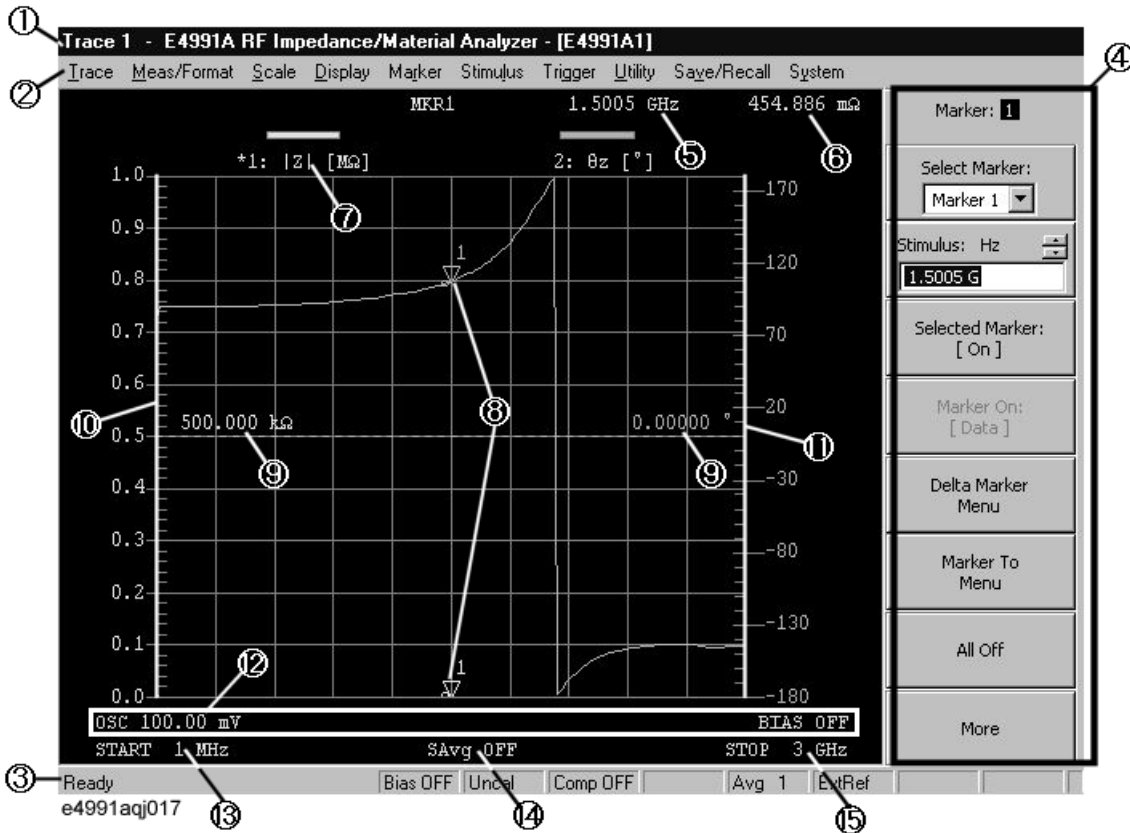 ①
Trace 1 - E4991A RF Impedance/Material Analyzer - [E4991A1]
②
Trace Meas/Format Scale Display Marker Stimulus Trigger Utility Save/Recall System
④
MKR1 1.5005 GHz 454.886 mΩ
⑤
⑥
*1: |Z| [MΩ]
2: θz [°]
⑦
1.0
0.9
0.8
0.7
0.6
0.5
0.4
0.3
0.2
0.1
0.0
170
120
70
20
-30
-80
-130
-180
1
⑧
⑩
500.000 kΩ
⑨
0.00000 °
⑨
⑪
1
⑫
OSC 100.00 mV BIAS OFF
START 1 MHz SAvg OFF STOP 3 GHz
Marker: 1
Select Marker:
Marker 1
Stimulus: Hz
1.5005 G
Selected Marker:
[ On ]
Marker On:
[ Data ]
Delta Marker
Menu
Marker To
Menu
All Off
More
③
Ready Bias OFF Uncal Comp OFF Avg 1 ExtRef
⑬
⑭
⑮
e4991aqj017